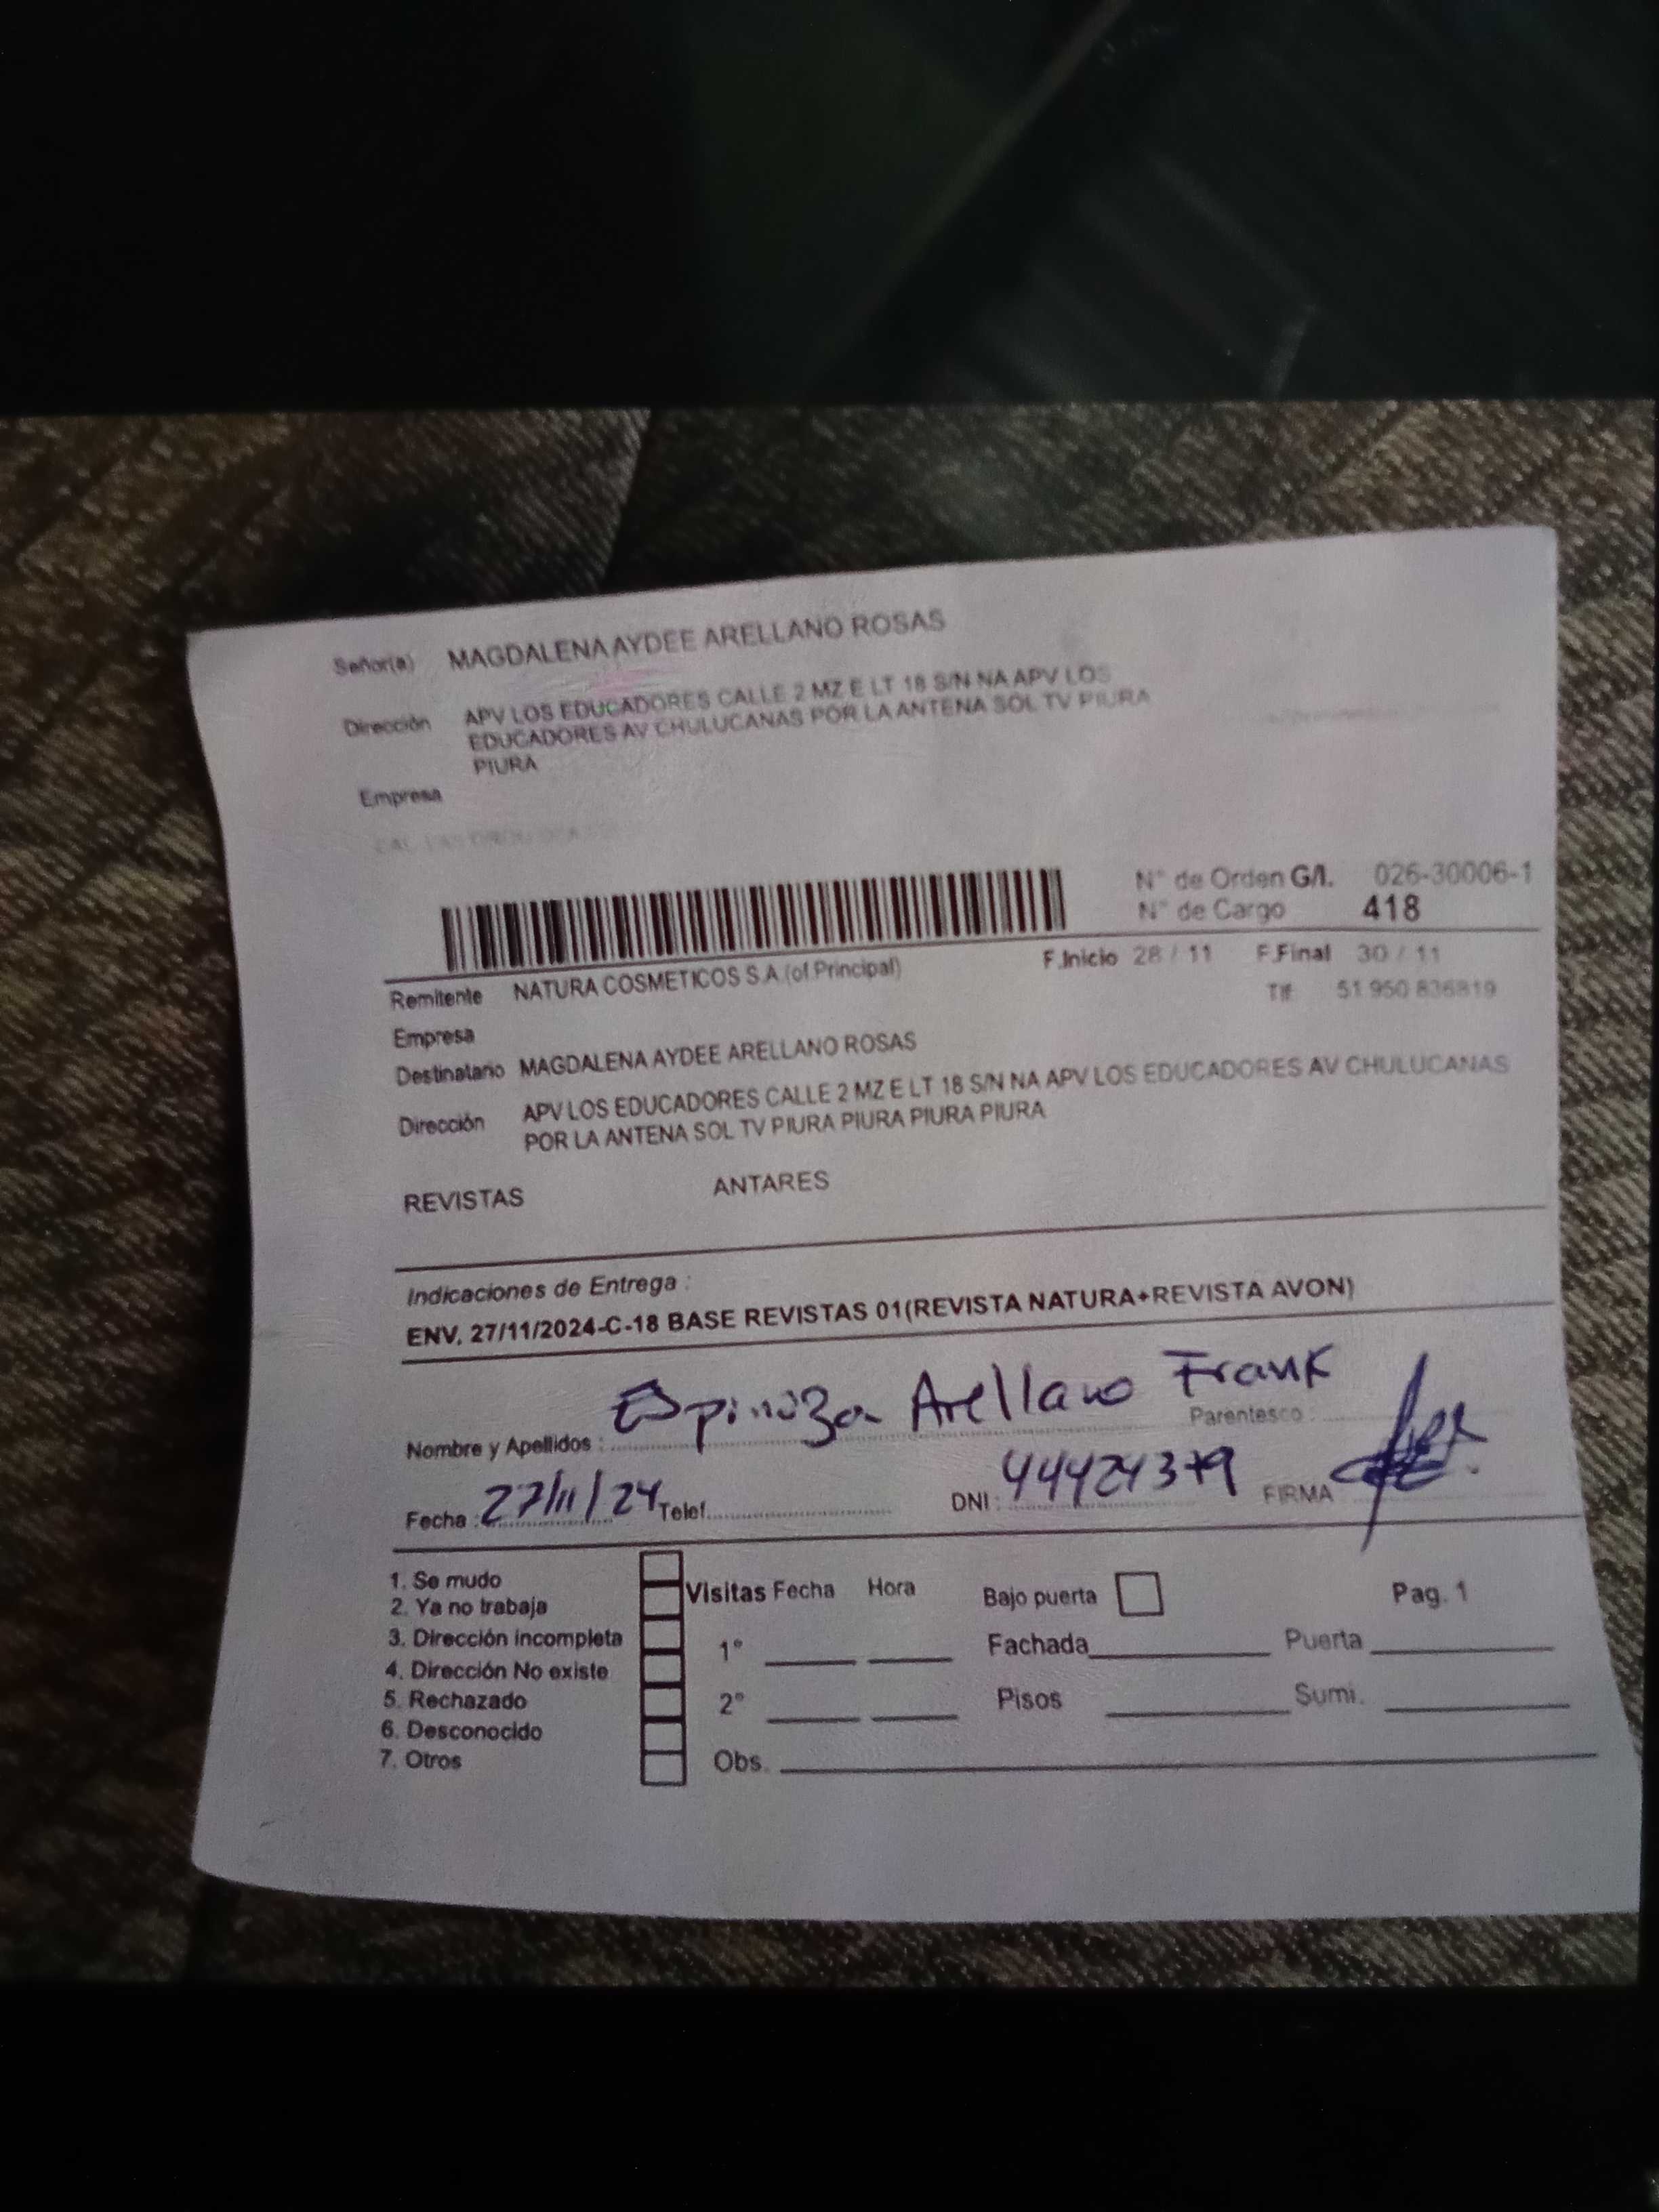 Señor(a) MAGDALENA AYDEE ARELLANO ROSAS
Dirección APV LOS EDUCADORES CALLE 2 MZ E LT 18 S/N NA APV LOS
EDUCADORES AV CHULUCANAS POR LA ANTENA SOL TV PIURA
PIURA
Empresa
N° de Orden G/I. 026-30006-1
N° de Cargo 418
F.Inicio 28 / 11 F.Final 30 / 11
Remitente NATURA COSMETICOS S.A.(of.Principal)
Tlf: 51 950 836819
Empresa
Destinatario MAGDALENA AYDEE ARELLANO ROSAS
Dirección APV LOS EDUCADORES CALLE 2 MZ E LT 18 S/N NA APV LOS EDUCADORES AV CHULUCANAS
POR LA ANTENA SOL TV PIURA PIURA PIURA PIURA
REVISTAS ANTARES
Indicaciones de Entrega :
ENV. 27/11/2024-C-18 BASE REVISTAS 01(REVISTA NATURA+REVISTA AVON)
Nombre y Apellidos : Espinoza Arellano Frank Parentesco :
Fecha : 27/11/24 Telef. DNI : 44424379 FIRMA
1. Se mudo
2. Ya no trabaja
3. Dirección incompleta
4. Dirección No existe
5. Rechazado
6. Desconocido
7. Otros
Visitas Fecha Hora Bajo puerta Pag. 1
1° Fachada Puerta
2° Pisos Sumi.
Obs.